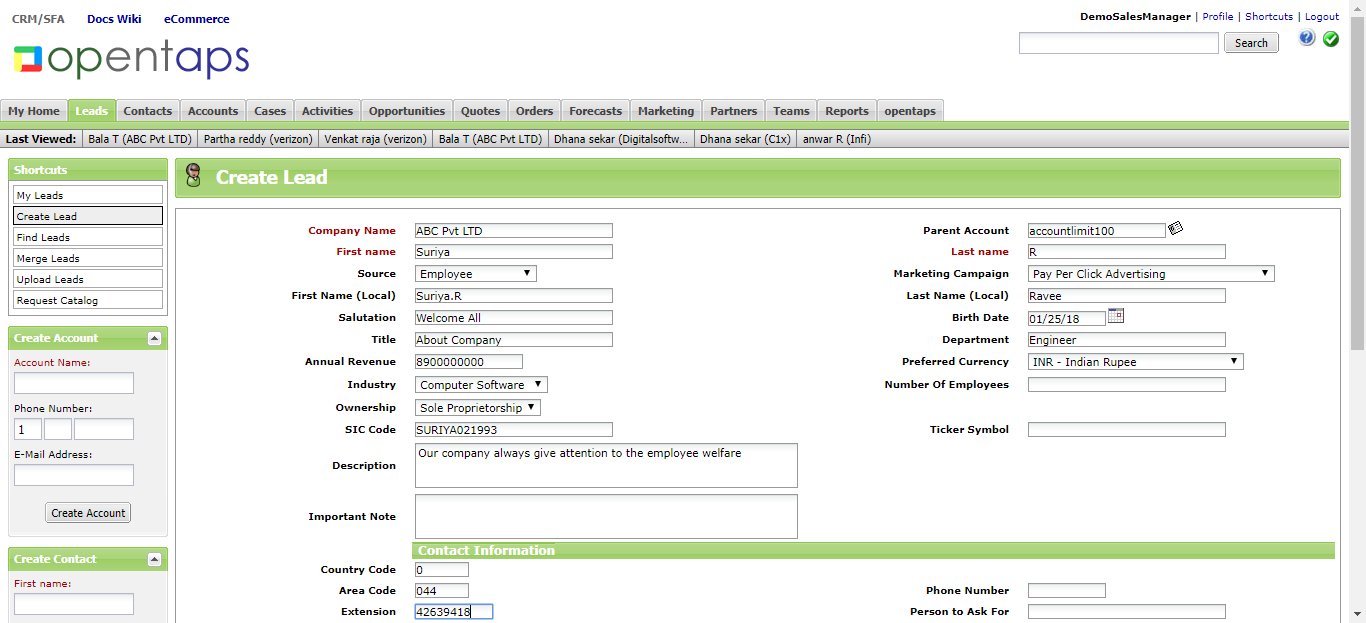 CRM/SFA Docs Wiki eCommerce
DemoSalesManager | Profile | Shortcuts | Logout
opentaps
Search
My Home Leads Contacts Accounts Cases Activities Opportunities Quotes Orders Forecasts Marketing Partners Teams Reports opentaps
Last Viewed: Bala T (ABC Pvt LTD) Partha reddy (verizon) Venkat raja (verizon) Bala T (ABC Pvt LTD) Dhana sekar (Digitalsoftw... Dhana sekar (C1x) anwar R (Infi)
Shortcuts
My Leads
Create Lead
Find Leads
Merge Leads
Upload Leads
Request Catalog
Create Account
Account Name:
Phone Number:
1
E-Mail Address:
Create Account
Create Contact
First name:
Create Lead
Company Name ABC Pvt LTD Parent Account accountlimit100
First name Suriya Last name R
Source Employee Marketing Campaign Pay Per Click Advertising
First Name (Local) Suriya.R Last Name (Local) Ravee
Salutation Welcome All Birth Date 01/25/18
Title About Company Department Engineer
Annual Revenue 8900000000 Preferred Currency INR - Indian Rupee
Industry Computer Software Number Of Employees
Ownership Sole Proprietorship
SIC Code SURIYA021993 Ticker Symbol
Description Our company always give attention to the employee welfare
Important Note
Contact Information
Country Code 0
Area Code 044 Phone Number
Extension 42639418 Person to Ask For